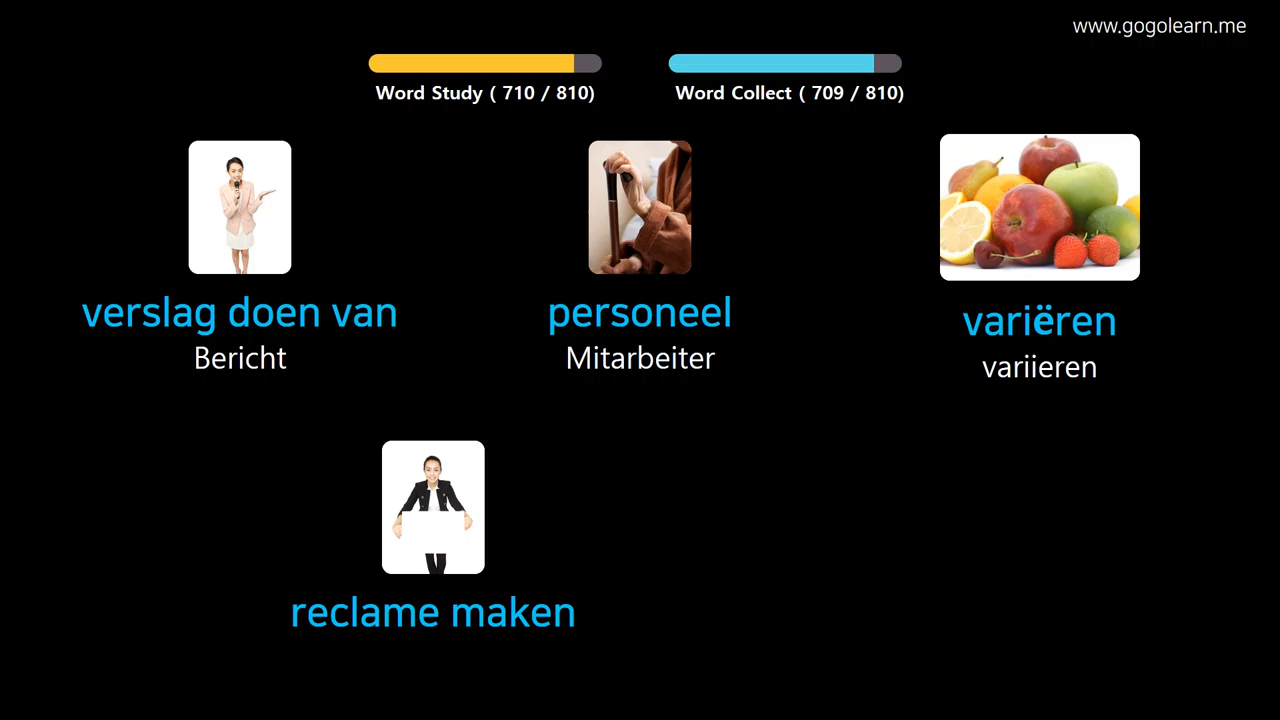 www.gogolearn.me
Word Study ( 710 / 810)
Word Collect ( 709 / 810)
verslag doen van
Bericht
personeel
Mitarbeiter
variëren
variieren
reclame maken